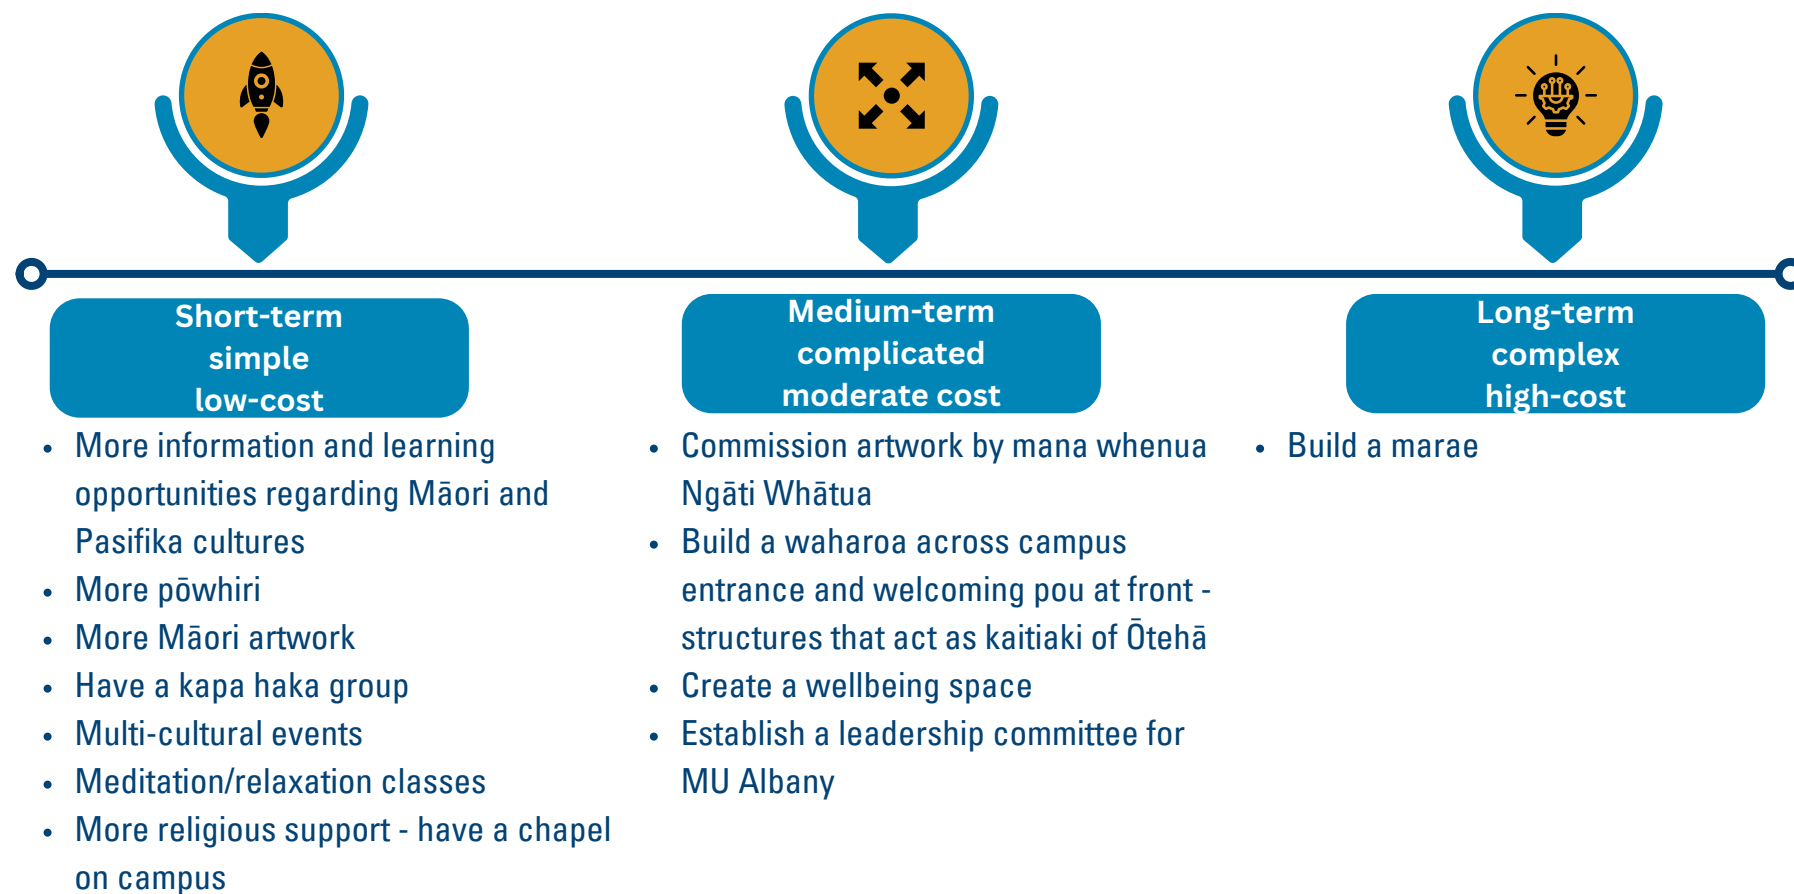 Short-term
simple
low-cost
• More information and learning
opportunities regarding Māori and
Pasifika cultures
• More pōwhiri
• More Māori artwork
• Have a kapa haka group
• Multi-cultural events
• Meditation/relaxation classes
• More religious support - have a chapel
on campus
Medium-term
complicated
moderate cost
• Commission artwork by mana whenua
Ngāti Whātua
• Build a waharoa across campus
entrance and welcoming pou at front -
structures that act as kaitiaki of Ōtehā
• Create a wellbeing space
• Establish a leadership committee for
MU Albany
Long-term
complex
high-cost
• Build a marae